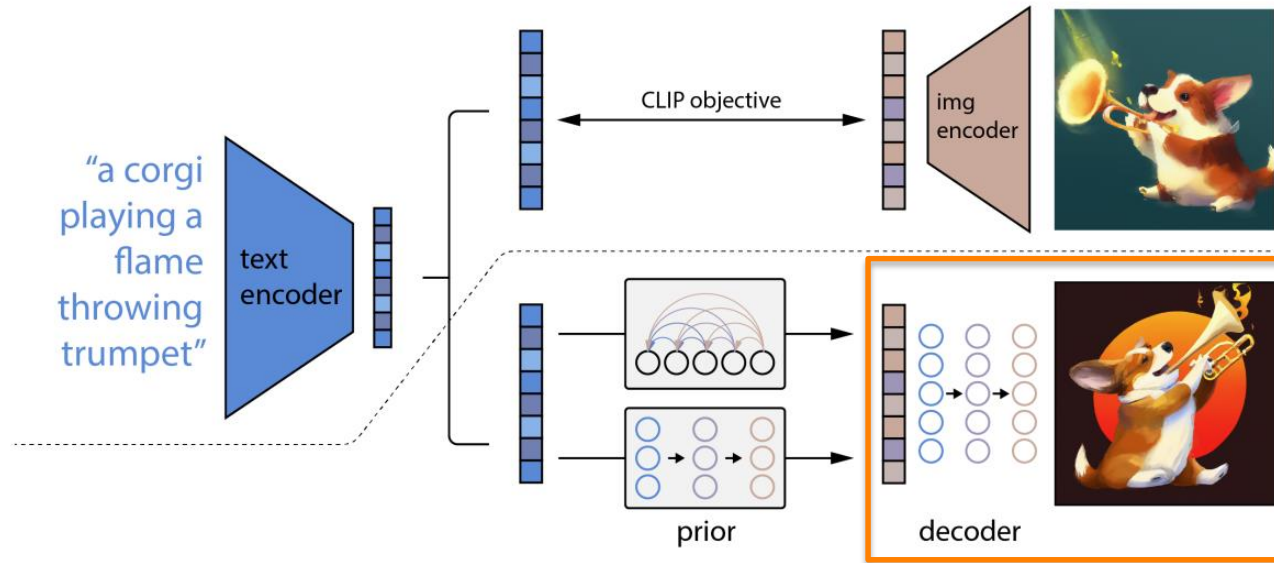 “a corgi
playing a
flame
throwing
trumpet”
text
encoder
CLIP objective
img
encoder
prior
decoder